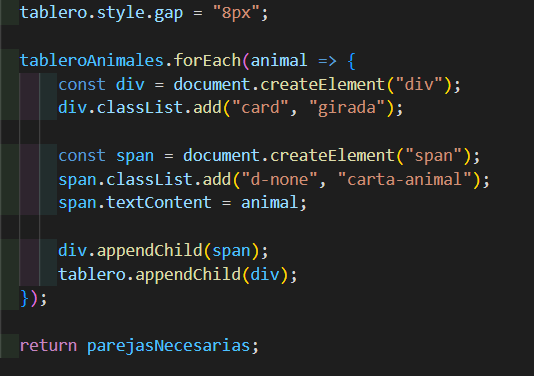 tablero.style.gap = "8px";
tableroAnimales.forEach(animal => {
const div = document.createElement("div");
div.classList.add("card", "girada");
const span = document.createElement("span");
span.classList.add("d-none", "carta-animal");
span.textContent = animal;
div.appendChild(span);
tablero.appendChild(div);
});
return parejasNecesarias;